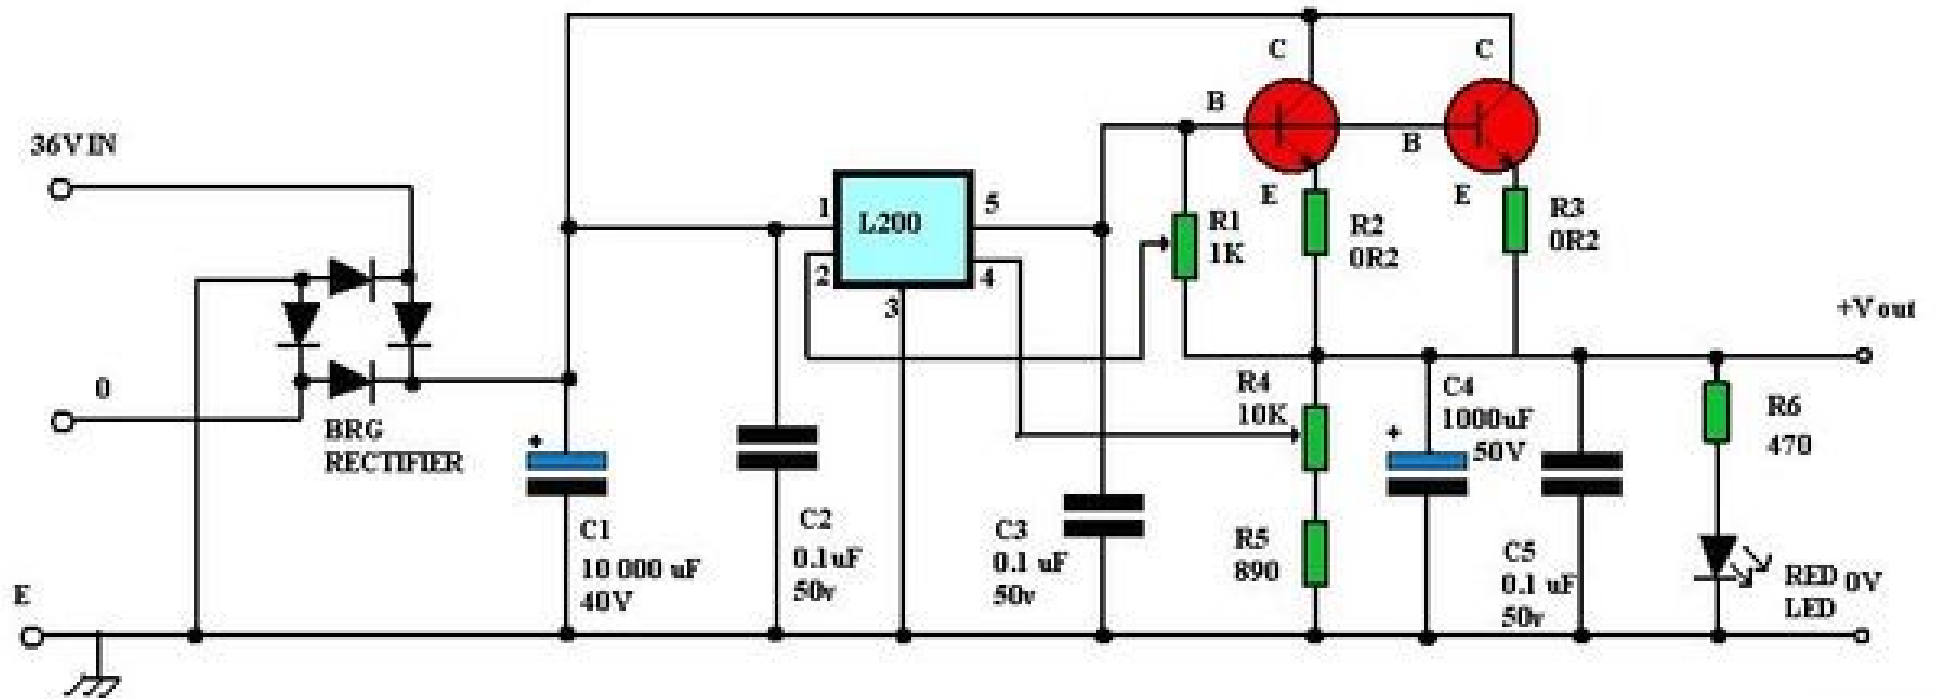 36V IN
0
E
BRG
RECTIFIER
+
C1
10 000 uF
40V
C2
0.1uF
50v
1
L200
5
2
4
3
C3
0.1 uF
50v
C
C
B
B
E
E
R1
1K
R2
0R2
R3
0R2
R4
10K
R5
890
C4
1000uF
50V
+
C5
0.1 uF
50v
R6
470
RED
LED
+V out
0V